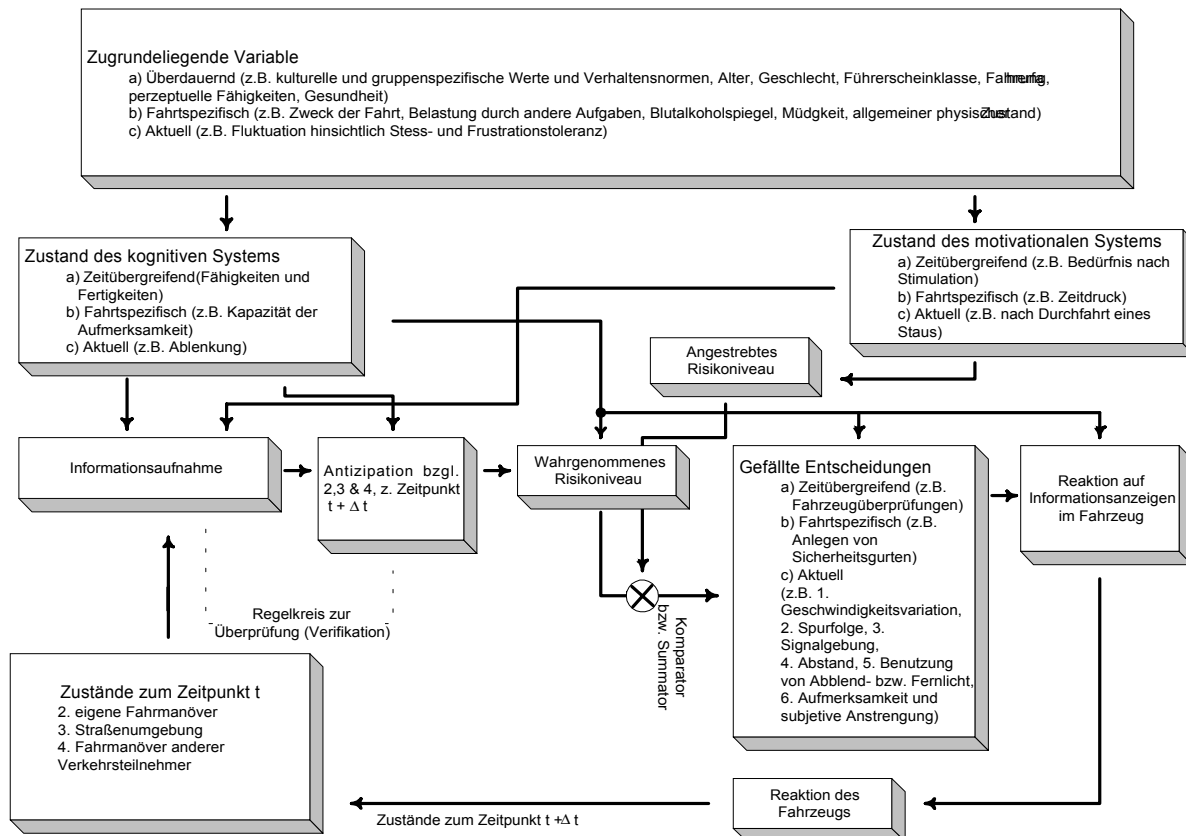 Zugrundeliegende Variable
a) Überdauernd (z.B. kulturelle und gruppenspezifische Werte und Verhaltensnormen, Alter, Geschlecht, Führerscheinklasse,
perzeptuelle Fähigkeiten, Gesundheit)
b) Fahrtspezifisch (z.B. Zweck der Fahrt, Belastung durch andere Aufgaben, Blutalkoholspiegel, Müdgkeit, allgemeiner physischer Zustand)
c) Aktuell (z.B. Fluktuation hinsichtlich Stess- und Frustrationstoleranz)
Zustand des kognitiven Systems
a) Zeitübergreifend(Fähigkeiten und
Fertigkeiten)
b) Fahrtspezifisch (z.B. Kapazität der
Aufmerksamkeit)
c) Aktuell (z.B. Ablenkung)
Zustand des motivationalen Systems
a) Zeitübergreifend (z.B. Bedürfnis nach
Stimulation)
b) Fahrtspezifisch (z.B. Zeitdruck)
c) Aktuell (z.B. nach Durchfahrt eines
Staus)
Angestrebtes
Risikoniveau
Informationsaufnahme
Antizipation bzgl.
2,3 & 4, z. Zeitpunkt
t + Δ t
Wahrgenommenes
Risikoniveau
Gefällte Entscheidungen
a) Zeitübergreifend (z.B.
Fahrzeugüberprüfungen)
b) Fahrtspezifisch (z.B.
Anlegen von
Sicherheitsgurten)
c) Aktuell
(z.B. 1.
Geschwindigkeitsvariation,
2. Spurfolge, 3.
Signalgebung,
4. Abstand, 5. Benutzung
von Abblend- bzw. Fernlicht,
6. Aufmerksamkeit und
subjetive Anstrengung)
Reaktion auf
Informationsanzeigen
im Fahrzeug
Regelkreis zur
Überprüfung (Verifikation)
Komparator
bzw. Summator
Zustände zum Zeitpunkt t
2. eigene Fahrmanöver
3. Straßenumgebung
4. Fahrmanöver anderer
Verkehrsteilnehmer
Zustände zum Zeitpunkt t +Δ t
Reaktion des
Fahrzeugs